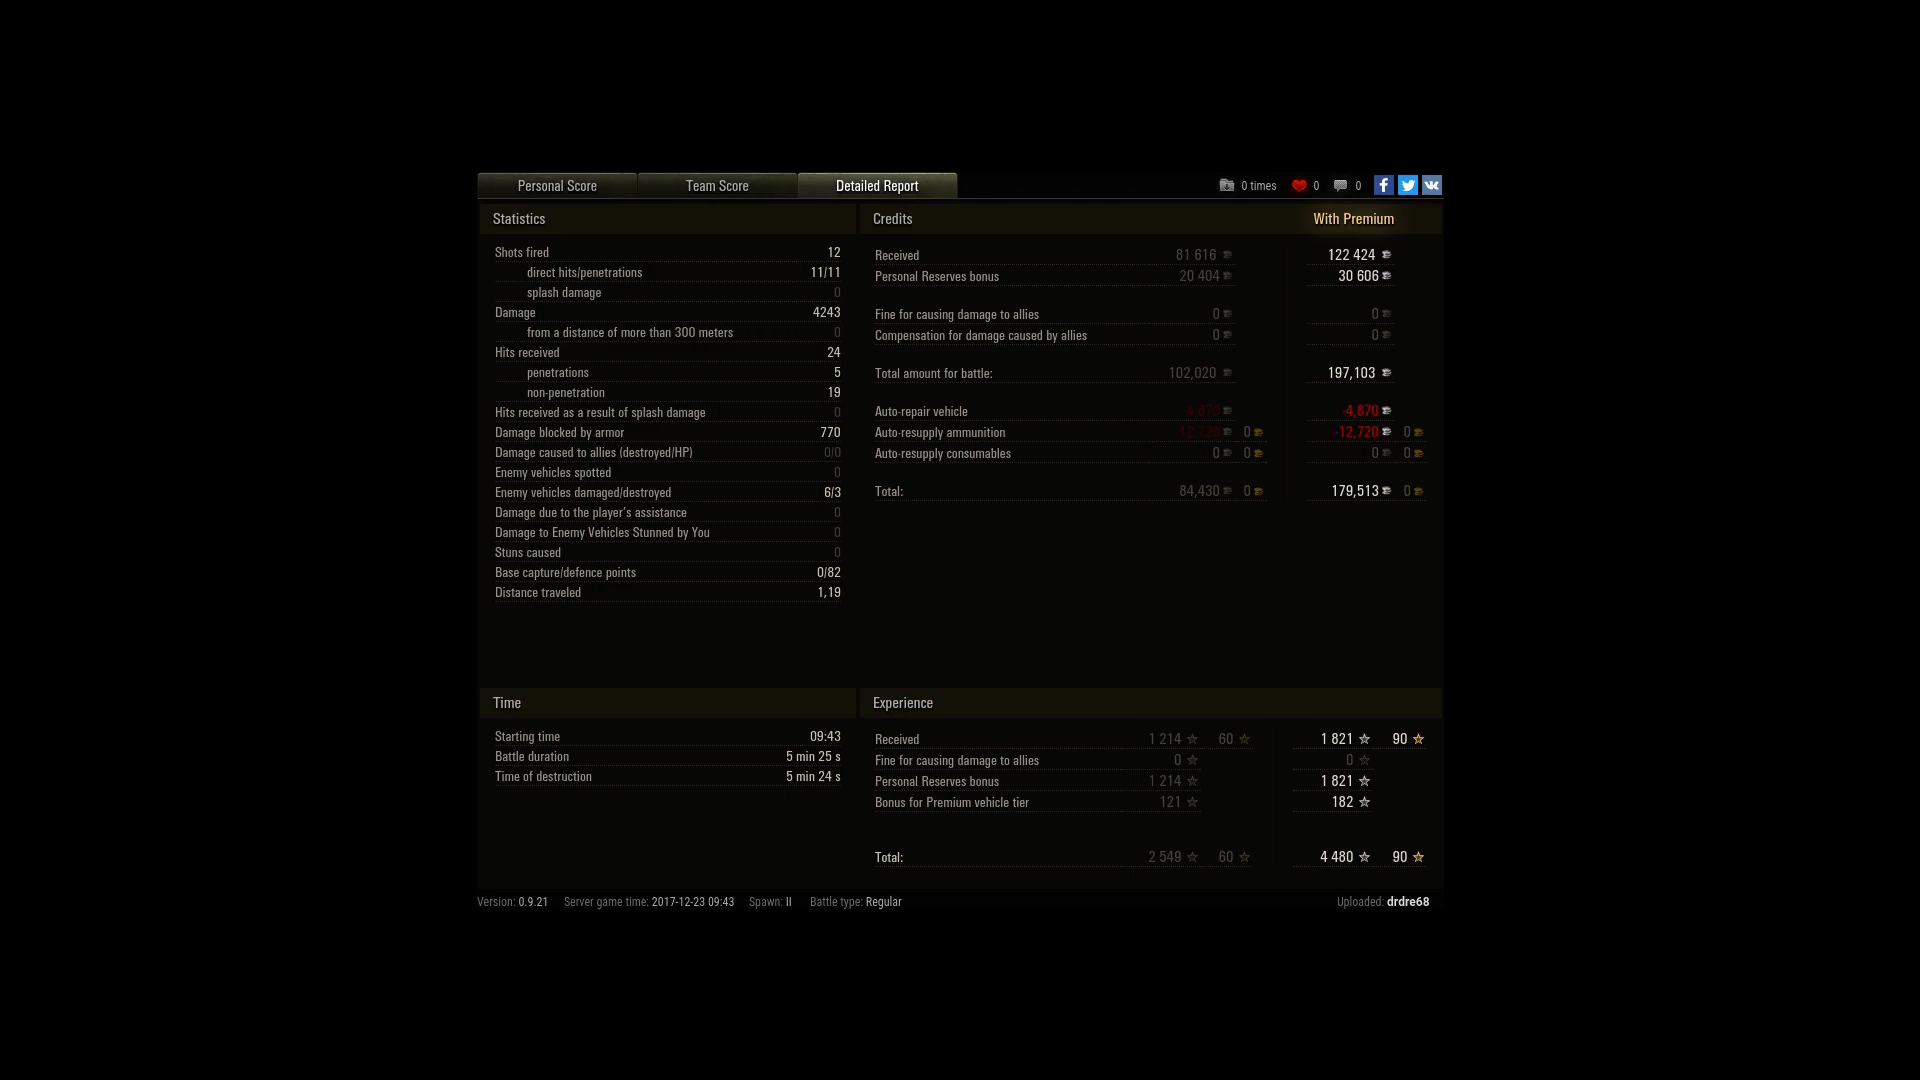 Personal Score Team Score Detailed Report 0 times 0 0
Statistics
Shots fired 12
direct hits/penetrations 11/11
splash damage 0
Damage 4243
from a distance of more than 300 meters 0
Hits received 24
penetrations 5
non-penetration 19
Hits received as a result of splash damage 0
Damage blocked by armor 770
Damage caused to allies (destroyed/HP) 0/0
Enemy vehicles spotted 0
Enemy vehicles damaged/destroyed 6/3
Damage due to the player's assistance 0
Damage to Enemy Vehicles Stunned by You 0
Stuns caused 0
Base capture/defence points 0/82
Distance traveled 1,19
Credits With Premium
Received 81 616 122 424
Personal Reserves bonus 20 404 30 606
Fine for causing damage to allies 0 0
Compensation for damage caused by allies 0 0
Total amount for battle: 102,020 197,103
Auto-repair vehicle -4,870 -4,870
Auto-resupply ammunition -12,720 0 -12,720 0
Auto-resupply consumables 0 0 0 0
Total: 84,430 0 179,513 0
Time
Starting time 09:43
Battle duration 5 min 25 s
Time of destruction 5 min 24 s
Experience
Received 1 214 60 1 821 90
Fine for causing damage to allies 0 0
Personal Reserves bonus 1 214 1 821
Bonus for Premium vehicle tier 121 182
Total: 2 549 60 4 480 90
Version: 0.9.21 Server game time: 2017-12-23 09:43 Spawn: II Battle type: Regular Uploaded: drdre68